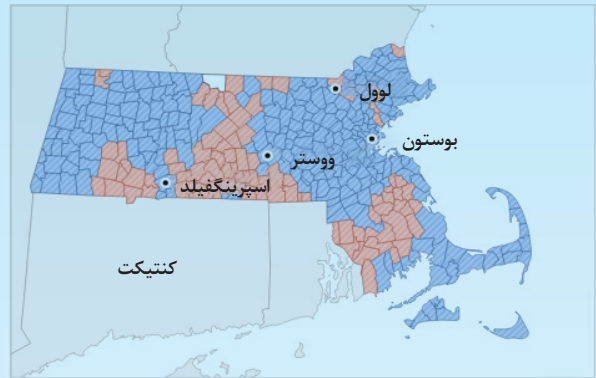 لوول
بوستون
ووستر
اسپرینگفیلد
کنتیکت